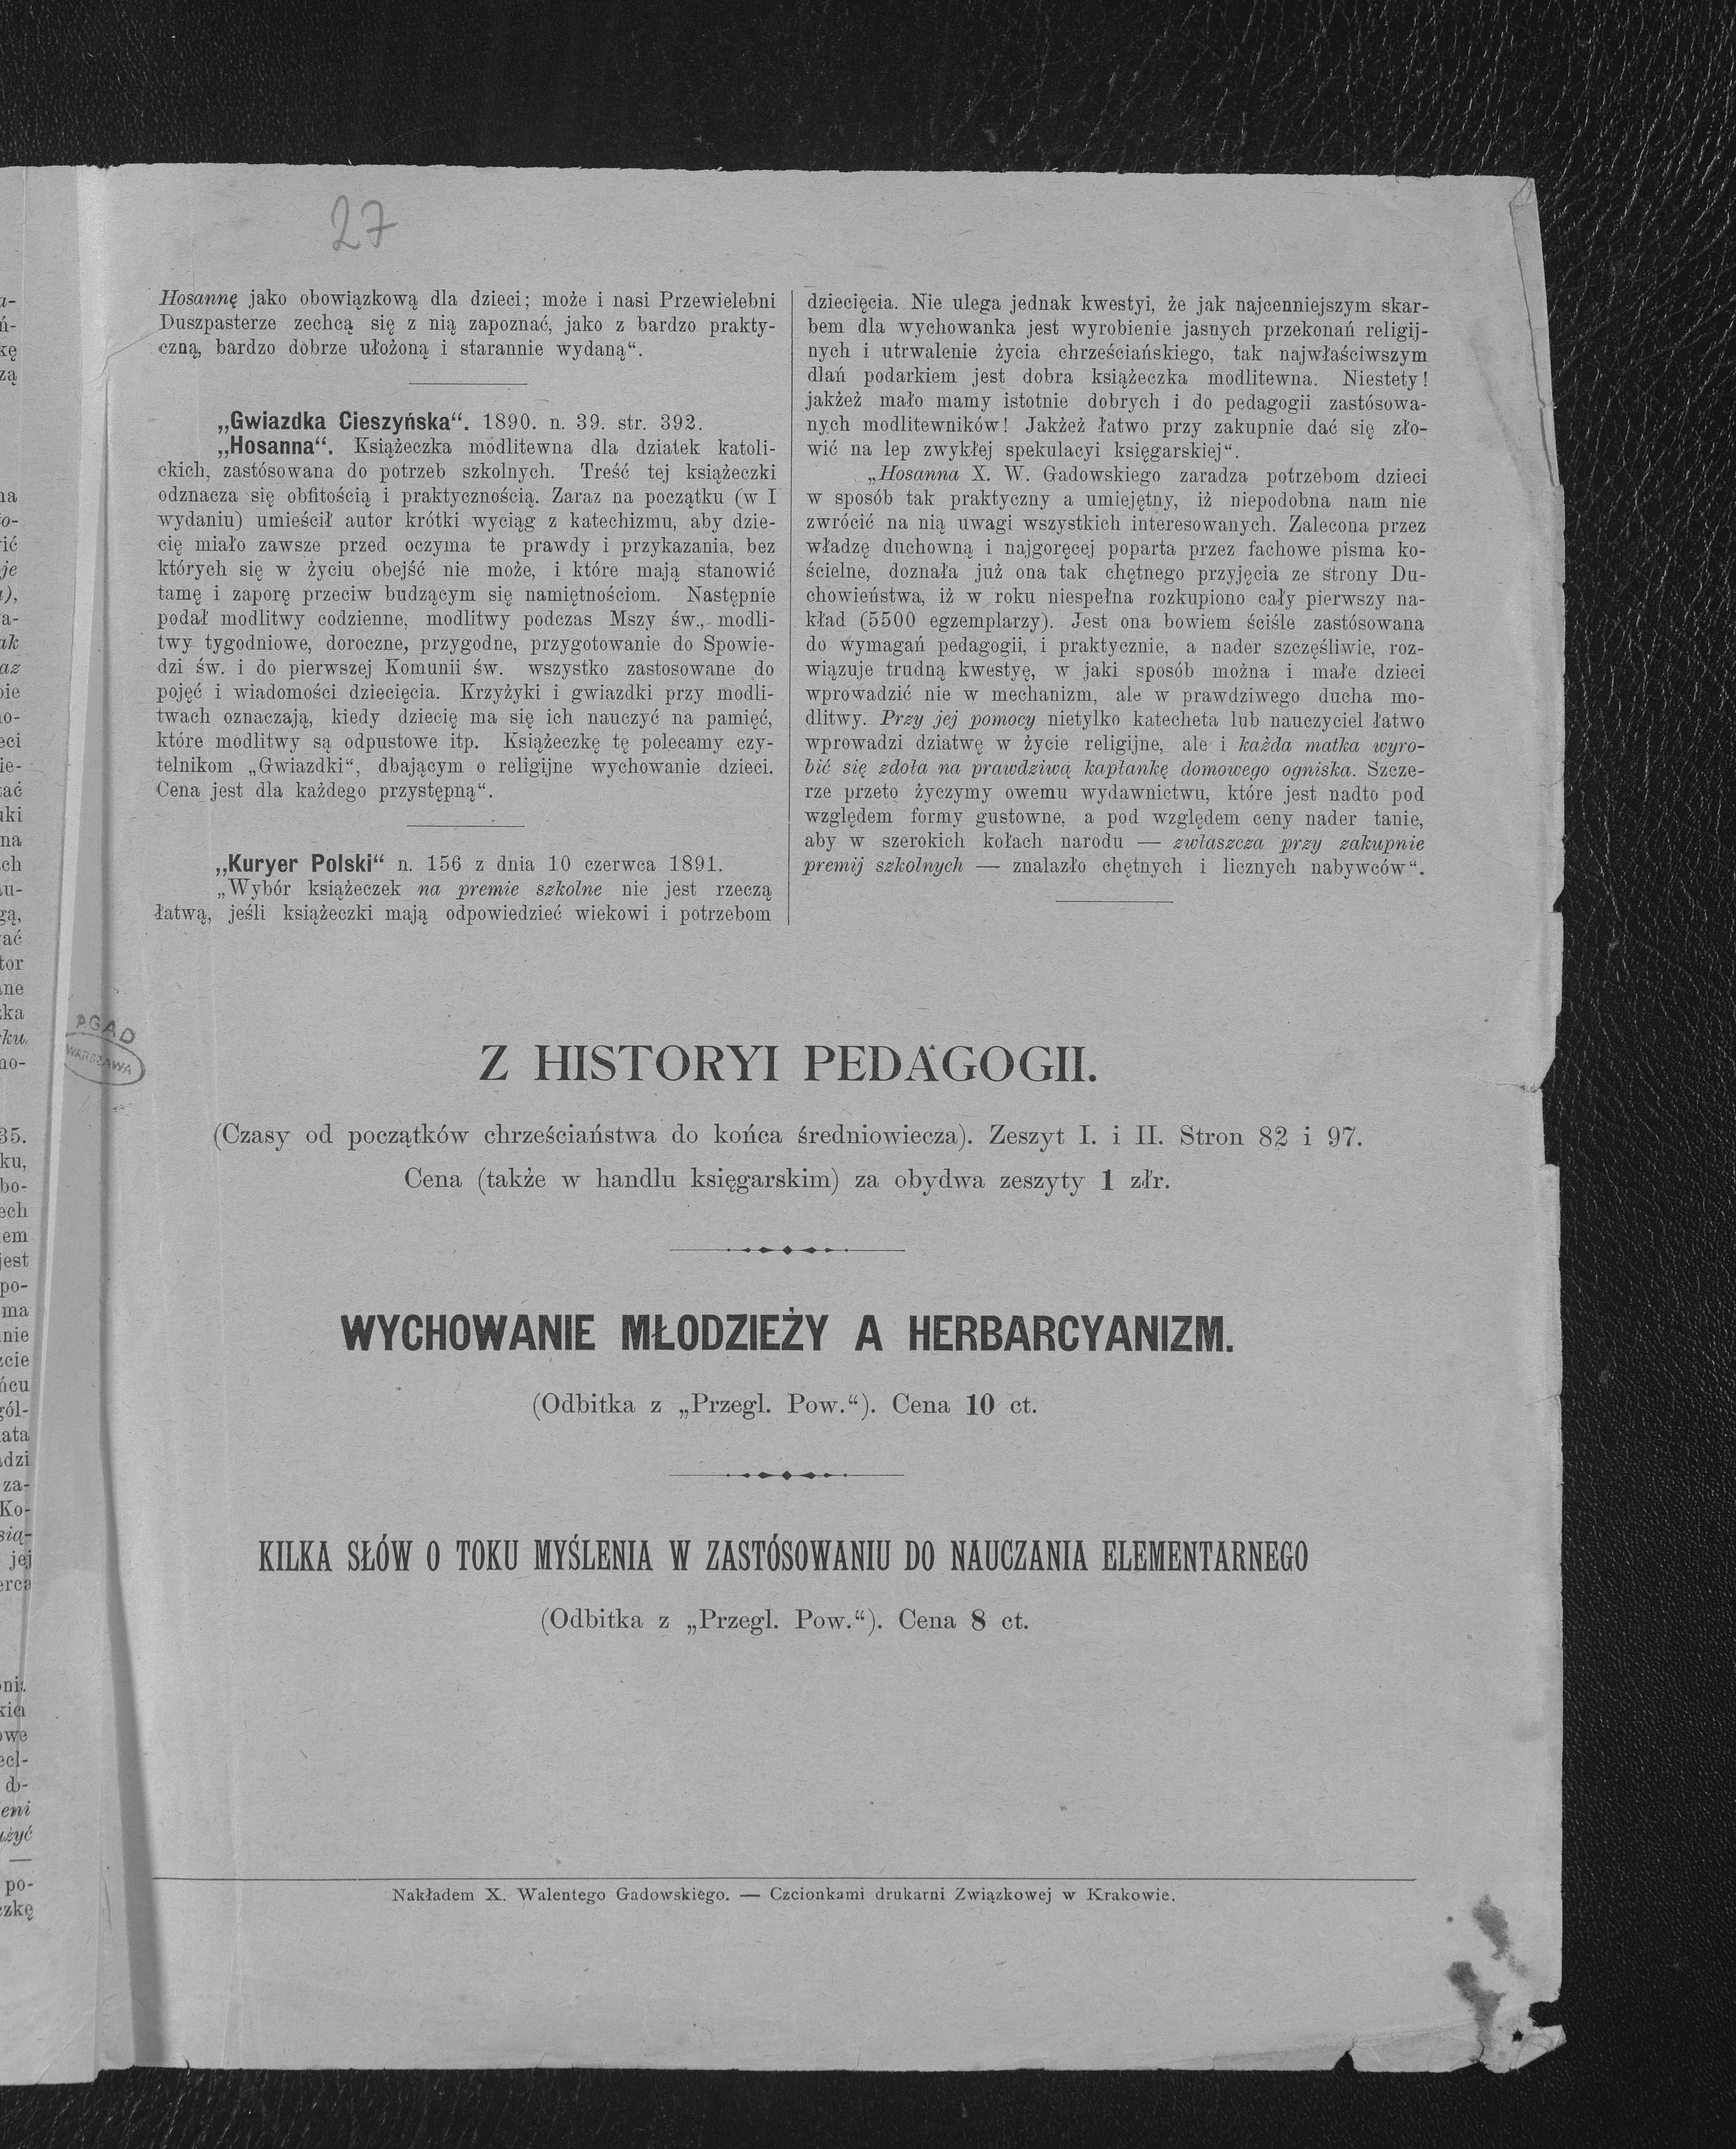 27
Hosannę jako obowiązkową dla dzieci; może i nasi Przewielebni
Duszpasterze zechcą się z nią zapoznać, jako z bardzo prakty-
czną, bardzo dobrze ułożoną i starannie wydaną“.
„Gwiazdka Cieszyńska“. 1890. n. 39. str. 392.
„Hosanna“. Książeczka modlitewna dla dziatek katoli-
ckich, zastósowana do potrzeb szkolnych. Treść tej książeczki
odznacza się obfitością i praktycznością. Zaraz na początku (w I
wydaniu) umieścił autor krótki wyciąg z katechizmu, aby dzie-
cię miało zawsze przed oczyma te prawdy i przykazania, bez
których się w życiu obejść nie może, i które mają stanowić
tamę i zaporę przeciw budzącym się namiętnościom. Następnie
podał modlitwy codzienne, modlitwy podczas Mszy św., modli-
twy tygodniowe, doroczne, przygodne, przygotowanie do Spowie-
dzi św. i do pierwszej Komunii św. wszystko zastosowane do
pojęć i wiadomości dziecięcia. Krzyżyki i gwiazdki przy modli-
twach oznaczają, kiedy dziecię ma się ich nauczyć na pamięć,
które modlitwy są odpustowe itp. Książeczkę tę polecamy czy-
telnikom „Gwiazdki“, dbającym o religijne wychowanie dzieci.
Cena jest dla każdego przystępną“.
„Kuryer Polski“ n. 156 z dnia 10 czerwca 1891.
„Wybór książeczek na premie szkolne nie jest rzeczą
łatwą, jeśli książeczki mają odpowiedzieć wiekowi i potrzebom
dziecięcia. Nie ulega jednak kwestyi, że jak najcenniejszym skar-
bem dla wychowanka jest wyrobienie jasnych przekonań religij-
nych i utrwalenie życia chrześciańskiego, tak najwłaściwszym
dlań podarkiem jest dobra książeczka modlitewna. Niestety!
jakżeż mało mamy istotnie dobrych i do pedagogii zastósowa-
nych modlitewników! Jakżeż łatwo przy zakupnie dać się zło-
wić na lep zwykłej spekulacyi księgarskiej“.
„Hosanna X. W. Gadowskiego zaradza potrzebom dzieci
w sposób tak praktyczny a umiejętny, iż niepodobna nam nie
zwrócić na nią uwagi wszystkich interesowanych. Zalecona przez
władzę duchowną i najgoręcej poparta przez fachowe pisma ko-
ścielne, doznała już ona tak chętnego przyjęcia ze strony Du-
chowieństwa, iż w roku niespełna rozkupiono cały pierwszy na-
kład (5500 egzemplarzy). Jest ona bowiem ściśle zastósowana
do wymagań pedagogii, i praktycznie, a nader szczęśliwie, roz-
wiązuje trudną kwestyę, w jaki sposób można i małe dzieci
wprowadzić nie w mechanizm, ale w prawdziwego ducha mo-
dlitwy. Przy jej pomocy nietylko katecheta lub nauczyciel łatwo
wprowadzi dziatwę w życie religijne, ale i każda matka wyro-
bić się zdoła na prawdziwą kapłankę domowego ogniska. Szcze-
rze przeto życzymy owemu wydawnictwu, które jest nadto pod
względem formy gustowne, a pod względem ceny nader tanie,
aby w szerokich kołach narodu — zwłaszcza przy zakupnie
premij szkolnych — znalazło chętnych i licznych nabywców“.
AGAD
WARSZAWA
Z HISTORYI PEDAGOGII.
(Czasy od początków chrześciaństwa do końca średniowiecza). Zeszyt I. i II. Stron 82 i 97.
Cena (także w handlu księgarskim) za obydwa zeszyty 1 złr.
WYCHOWANIE MŁODZIEŻY A HERBARCYANIZM.
(Odbitka z „Przegl. Pow.“). Cena 10 ct.
KILKA SŁÓW O TOKU MYŚLENIA W ZASTÓSOWANIU DO NAUCZANIA ELEMENTARNEGO
(Odbitka z „Przegl. Pow.“). Cena 8 ct.
Nakładem X. Walentego Gadowskiego. — Czcionkami drukarni Związkowej w Krakowie.